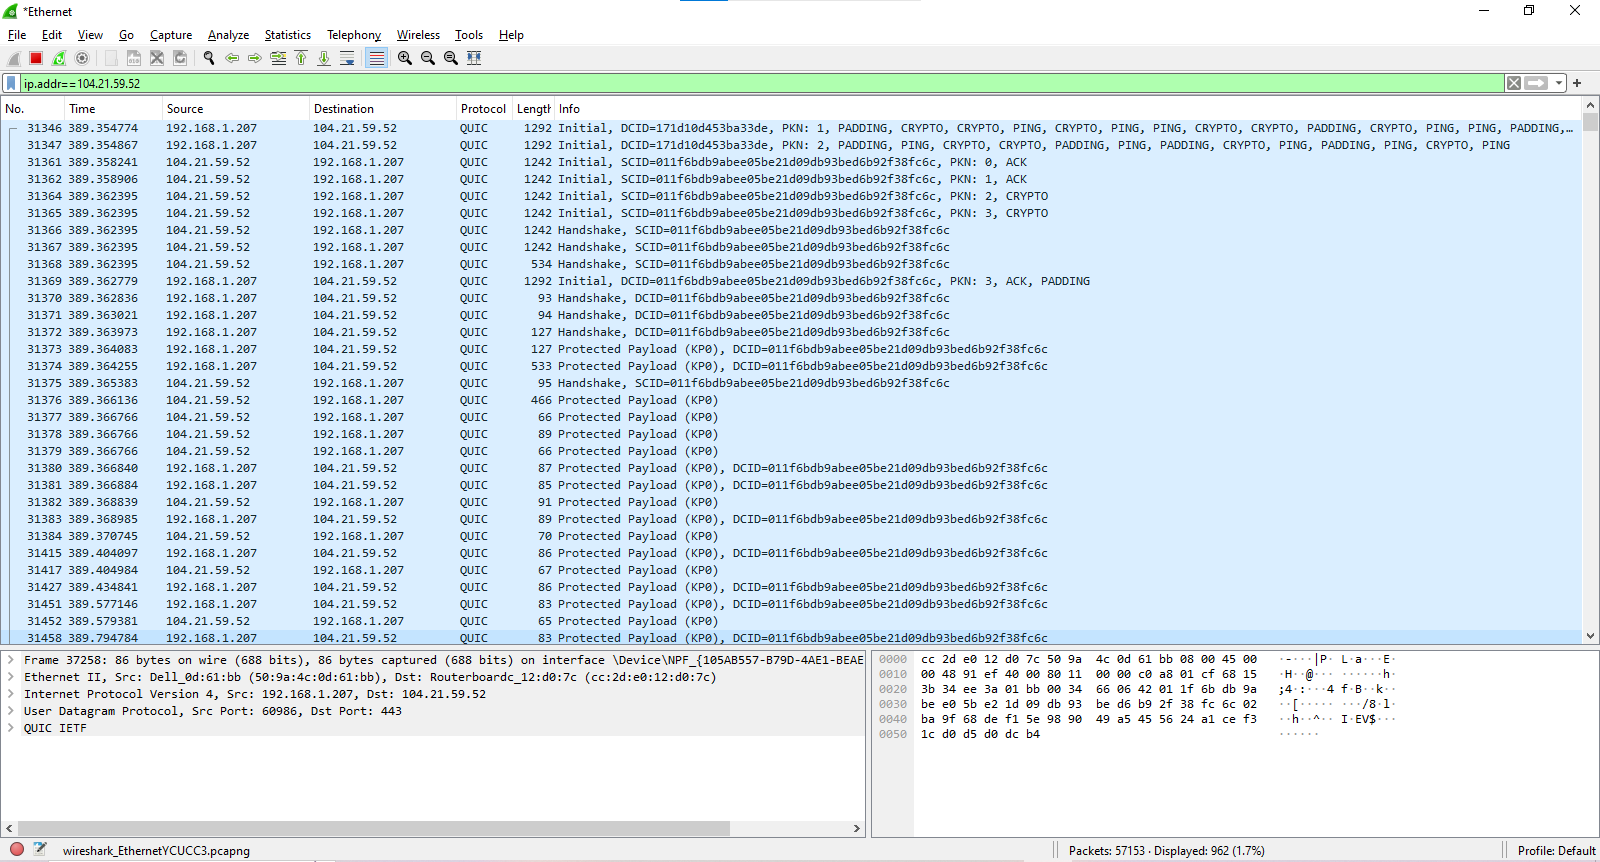 *Ethernet
File Edit View Go Capture Analyze Statistics Telephony Wireless Tools Help
ip.addr==104.21.59.52
No. Time Source Destination Protocol Length Info
31346 389.354774 192.168.1.207 104.21.59.52 QUIC 1292 Initial, DCID=171d10d453ba33de, PKN: 1, PADDING, CRYPTO, CRYPTO, PING, CRYPTO, PING, PING, CRYPTO, CRYPTO, PADDING, CRYPTO, PING, PING, PADDING,…
31347 389.354867 192.168.1.207 104.21.59.52 QUIC 1292 Initial, DCID=171d10d453ba33de, PKN: 2, PADDING, PING, CRYPTO, CRYPTO, PADDING, PING, PADDING, CRYPTO, PING, PADDING, PING, CRYPTO, PING
31361 389.358241 104.21.59.52 192.168.1.207 QUIC 1242 Initial, SCID=011f6bdb9abee05be21d09db93bed6b92f38fc6c, PKN: 0, ACK
31362 389.358906 104.21.59.52 192.168.1.207 QUIC 1242 Initial, SCID=011f6bdb9abee05be21d09db93bed6b92f38fc6c, PKN: 1, ACK
31364 389.362395 104.21.59.52 192.168.1.207 QUIC 1242 Initial, SCID=011f6bdb9abee05be21d09db93bed6b92f38fc6c, PKN: 2, CRYPTO
31365 389.362395 104.21.59.52 192.168.1.207 QUIC 1242 Initial, SCID=011f6bdb9abee05be21d09db93bed6b92f38fc6c, PKN: 3, CRYPTO
31366 389.362395 104.21.59.52 192.168.1.207 QUIC 1242 Handshake, SCID=011f6bdb9abee05be21d09db93bed6b92f38fc6c
31367 389.362395 104.21.59.52 192.168.1.207 QUIC 1242 Handshake, SCID=011f6bdb9abee05be21d09db93bed6b92f38fc6c
31368 389.362395 104.21.59.52 192.168.1.207 QUIC 534 Handshake, SCID=011f6bdb9abee05be21d09db93bed6b92f38fc6c
31369 389.362779 192.168.1.207 104.21.59.52 QUIC 1292 Initial, DCID=011f6bdb9abee05be21d09db93bed6b92f38fc6c, PKN: 3, ACK, PADDING
31370 389.362836 192.168.1.207 104.21.59.52 QUIC 93 Handshake, DCID=011f6bdb9abee05be21d09db93bed6b92f38fc6c
31371 389.363021 192.168.1.207 104.21.59.52 QUIC 94 Handshake, DCID=011f6bdb9abee05be21d09db93bed6b92f38fc6c
31372 389.363973 192.168.1.207 104.21.59.52 QUIC 127 Handshake, DCID=011f6bdb9abee05be21d09db93bed6b92f38fc6c
31373 389.364083 192.168.1.207 104.21.59.52 QUIC 127 Protected Payload (KP0), DCID=011f6bdb9abee05be21d09db93bed6b92f38fc6c
31374 389.364255 192.168.1.207 104.21.59.52 QUIC 533 Protected Payload (KP0), DCID=011f6bdb9abee05be21d09db93bed6b92f38fc6c
31375 389.365383 104.21.59.52 192.168.1.207 QUIC 95 Handshake, SCID=011f6bdb9abee05be21d09db93bed6b92f38fc6c
31376 389.366136 104.21.59.52 192.168.1.207 QUIC 466 Protected Payload (KP0)
31377 389.366766 104.21.59.52 192.168.1.207 QUIC 66 Protected Payload (KP0)
31378 389.366766 104.21.59.52 192.168.1.207 QUIC 89 Protected Payload (KP0)
31379 389.366766 104.21.59.52 192.168.1.207 QUIC 66 Protected Payload (KP0)
31380 389.366840 192.168.1.207 104.21.59.52 QUIC 87 Protected Payload (KP0), DCID=011f6bdb9abee05be21d09db93bed6b92f38fc6c
31381 389.366884 192.168.1.207 104.21.59.52 QUIC 85 Protected Payload (KP0), DCID=011f6bdb9abee05be21d09db93bed6b92f38fc6c
31382 389.368839 104.21.59.52 192.168.1.207 QUIC 91 Protected Payload (KP0)
31383 389.368985 192.168.1.207 104.21.59.52 QUIC 89 Protected Payload (KP0), DCID=011f6bdb9abee05be21d09db93bed6b92f38fc6c
31384 389.370745 104.21.59.52 192.168.1.207 QUIC 70 Protected Payload (KP0)
31415 389.404097 192.168.1.207 104.21.59.52 QUIC 86 Protected Payload (KP0), DCID=011f6bdb9abee05be21d09db93bed6b92f38fc6c
31417 389.404984 104.21.59.52 192.168.1.207 QUIC 67 Protected Payload (KP0)
31427 389.434841 192.168.1.207 104.21.59.52 QUIC 86 Protected Payload (KP0), DCID=011f6bdb9abee05be21d09db93bed6b92f38fc6c
31451 389.577146 192.168.1.207 104.21.59.52 QUIC 83 Protected Payload (KP0), DCID=011f6bdb9abee05be21d09db93bed6b92f38fc6c
31452 389.579381 104.21.59.52 192.168.1.207 QUIC 65 Protected Payload (KP0)
31458 389.794784 192.168.1.207 104.21.59.52 QUIC 83 Protected Payload (KP0), DCID=011f6bdb9abee05be21d09db93bed6b92f38fc6c
Frame 37258: 86 bytes on wire (688 bits), 86 bytes captured (688 bits) on interface \Device\NPF_{105AB557-B79D-4AE1-BEAE
Ethernet II, Src: Dell_0d:61:bb (50:9a:4c:0d:61:bb), Dst: Routerboardc_12:d0:7c (cc:2d:e0:12:d0:7c)
Internet Protocol Version 4, Src: 192.168.1.207, Dst: 104.21.59.52
User Datagram Protocol, Src Port: 60986, Dst Port: 443
QUIC IETF
0000 cc 2d e0 12 d0 7c 50 9a 4c 0d 61 bb 08 00 45 00 ·-···|P· L·a···E·
0010 00 48 91 ef 40 00 80 11 00 00 c0 a8 01 cf 68 15 ·H··@··· ······h·
0020 3b 34 ee 3a 01 bb 00 34 66 06 42 01 1f 6b db 9a ;4·:···4 f·B··k··
0030 be e0 5b e2 1d 09 db 93 be d6 b9 2f 38 fc 6c 02 ··[····· ···/8·l·
0040 ba 9f 68 de f1 5e 98 90 49 a5 45 56 24 a1 ce f3 ··h··^·· I·EV$···
0050 1c d0 d5 d0 dc b4 ······
wireshark_EthernetYCUCC3.pcapng
Packets: 57153 · Displayed: 962 (1.7%)
Profile: Default